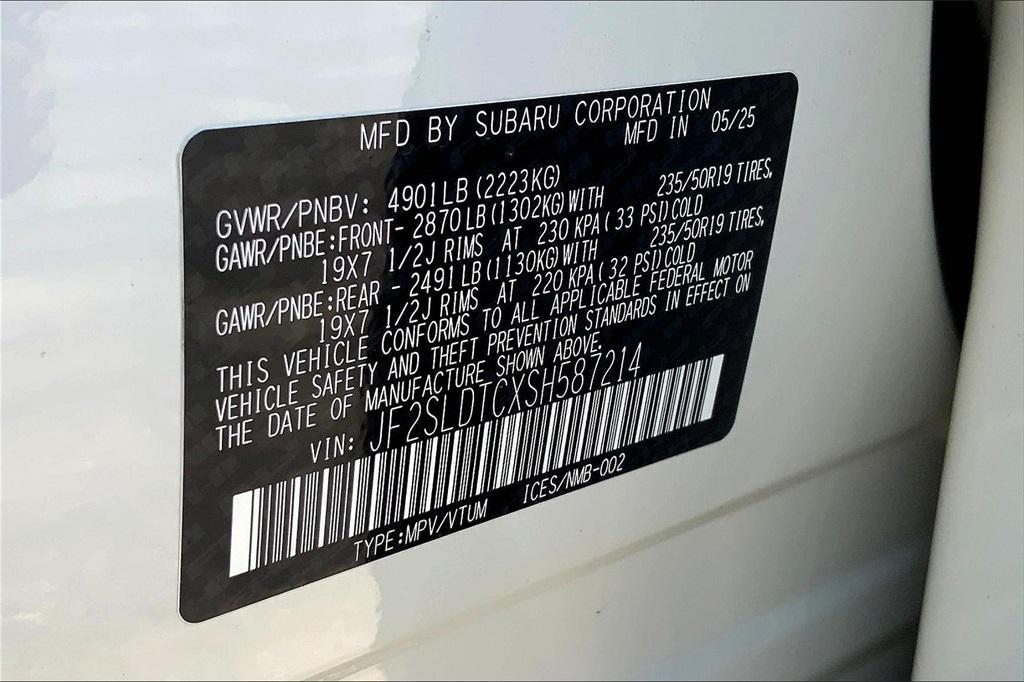 MFD BY SUBARU CORPORATION
MFD IN 05/25
GVWR/PNBV: 4901LB(2223KG)
GAWR/PNBE:FRONT- 2870LB(1302KG)WITH 235/50R19 TIRES,
19X7 1/2J RIMS AT 230 KPA(33 PSI)COLD
GAWR/PNBE:REAR - 2491LB(1130KG)WITH 235/50R19 TIRES,
19X7 1/2J RIMS AT 220 KPA(32 PSI)COLD
THIS VEHICLE CONFORMS TO ALL APPLICABLE FEDERAL MOTOR
VEHICLE SAFETY AND THEFT PREVENTION STANDARDS IN EFFECT ON
THE DATE OF MANUFACTURE SHOWN ABOVE.
VIN: JF2SLDTCXSH587214
TYPE:MPV/VTUM ICES/NMB-002